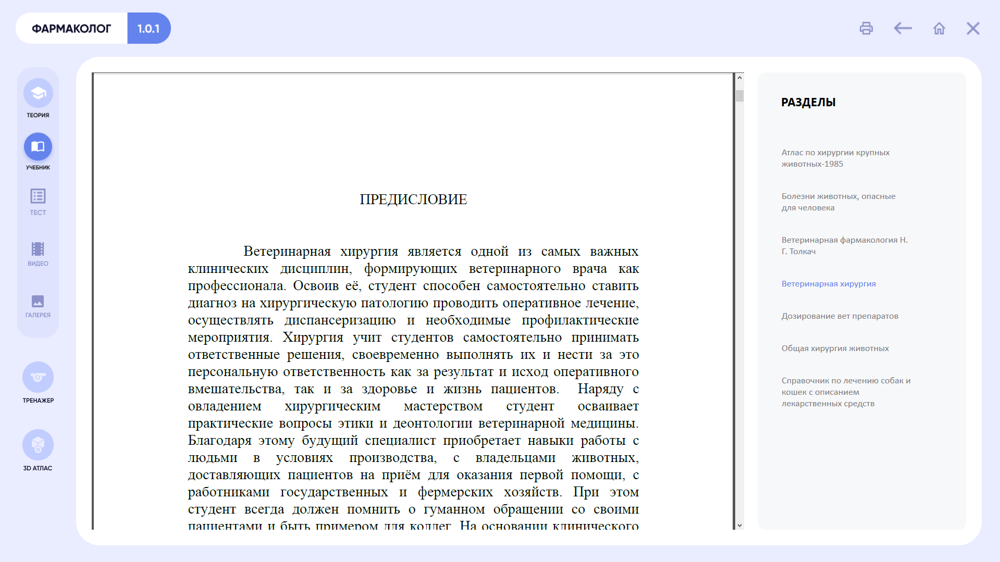 ФАРМАКОЛОГ 1.0.1
ТЕОРИЯ
УЧЕБНИК
ТЕСТ
ВИДЕО
ГАЛЕРЕЯ
ТРЕНАЖЕР
3D
3D АТЛАС
ПРЕДИСЛОВИЕ
Ветеринарная хирургия является одной из самых важных
клинических дисциплин, формирующих ветеринарного врача как
профессионала. Освоив её, студент способен самостоятельно ставить
диагноз на хирургическую патологию проводить оперативное лечение,
осуществлять диспансеризацию и необходимые профилактические
мероприятия. Хирургия учит студентов самостоятельно принимать
ответственные решения, своевременно выполнять их и нести за это
персональную ответственность как за результат и исход оперативного
вмешательства, так и за здоровье и жизнь пациентов. Наряду с
овладением хирургическим мастерством студент осваивает
практические вопросы этики и деонтологии ветеринарной медицины.
Благодаря этому будущий специалист приобретает навыки работы с
людьми в условиях производства, с владельцами животных,
доставляющих пациентов на приём для оказания первой помощи, с
работниками государственных и фермерских хозяйств. При этом
студент всегда должен помнить о гуманном обращении со своими
пациентами и быть примером для коллег. На основании клинического
РАЗДЕЛЫ
Атлас по хирургии крупных
животных-1985
Болезни животных, опасные
для человека
Ветеринарная фармакология Н.
Г. Толкач
Ветеринарная хирургия
Дозирование вет препаратов
Общая хирургия животных
Справочник по лечению собак и
кошек с описанием
лекарственных средств